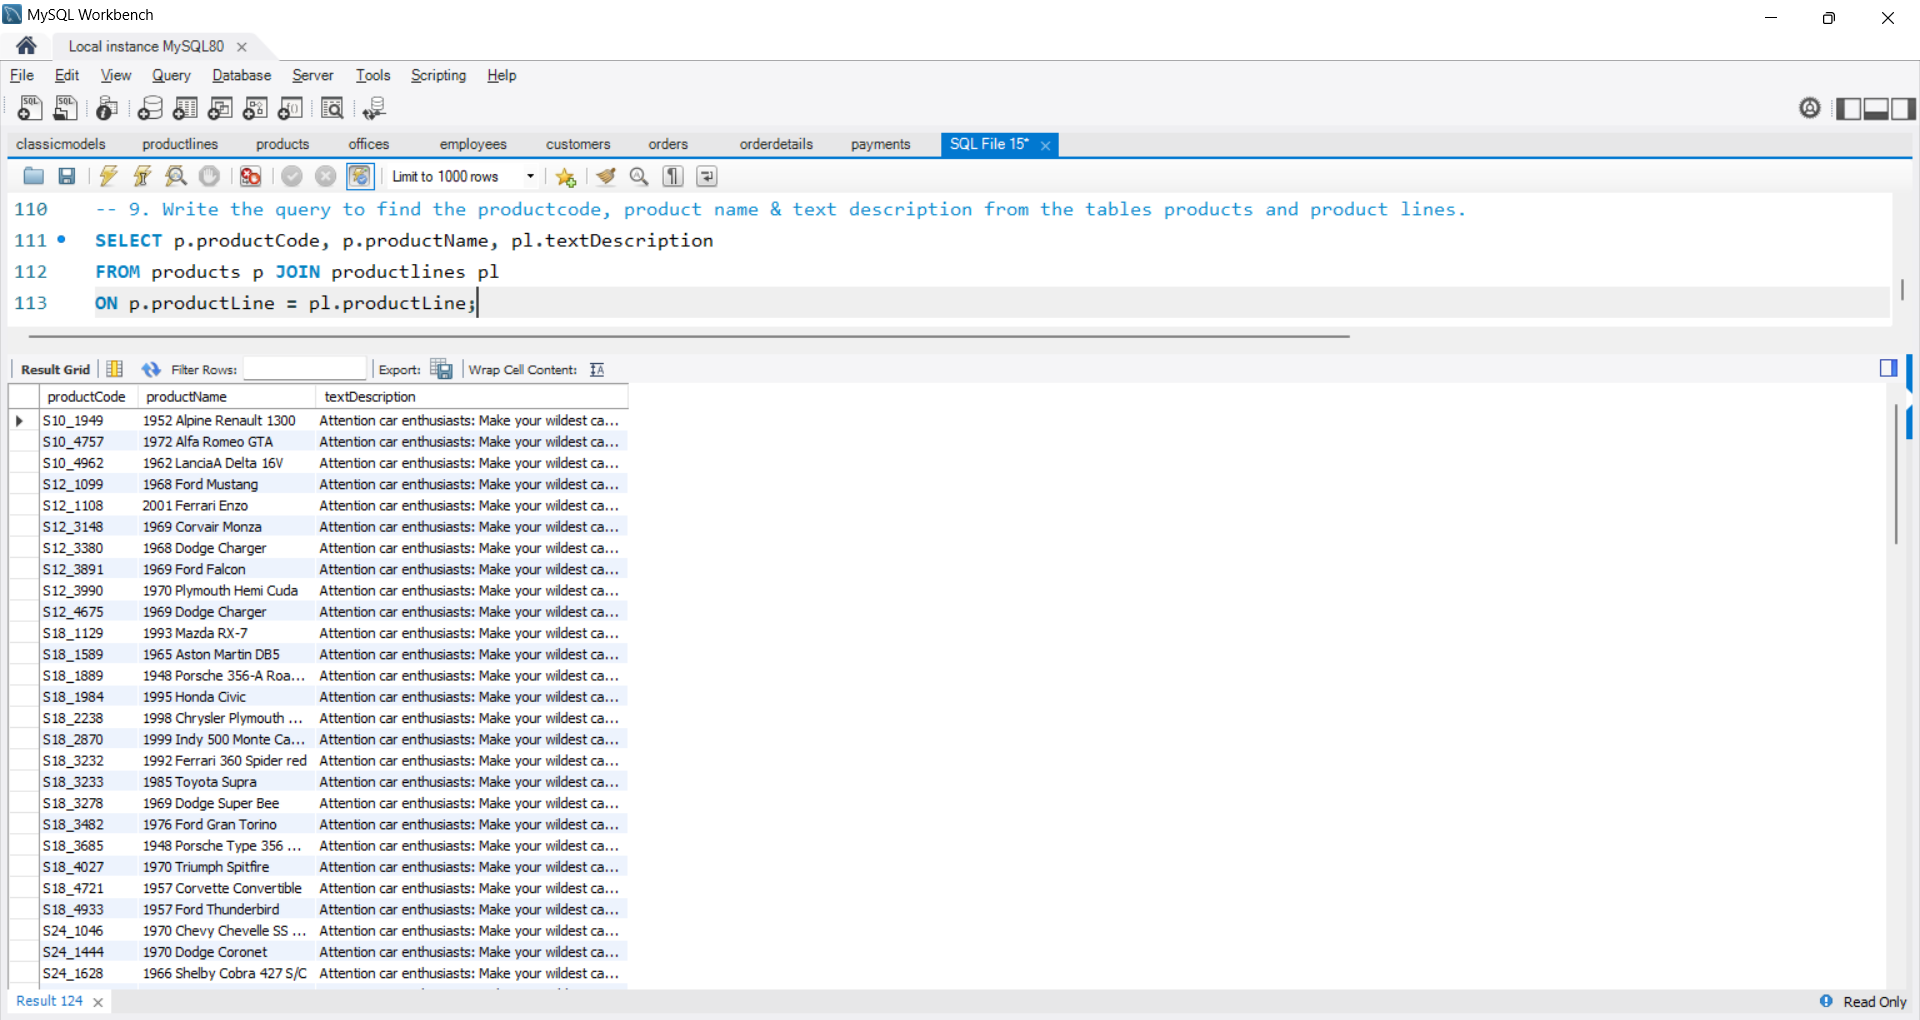 MySQL Workbench
Local instance MySQL80
File Edit View Query Database Server Tools Scripting Help
classicmodels productlines products offices employees customers orders orderdetails payments SQL File 15*
Limit to 1000 rows
110 -- 9. Write the query to find the productcode, product name & text description from the tables products and product lines.
111 SELECT p.productCode, p.productName, pl.textDescription
112 FROM products p JOIN productlines pl
113 ON p.productLine = pl.productLine;
Result Grid Filter Rows: Export: Wrap Cell Content:
productCode productName textDescription
S10_1949 1952 Alpine Renault 1300 Attention car enthusiasts: Make your wildest ca...
S10_4757 1972 Alfa Romeo GTA Attention car enthusiasts: Make your wildest ca...
S10_4962 1962 LanciaA Delta 16V Attention car enthusiasts: Make your wildest ca...
S12_1099 1968 Ford Mustang Attention car enthusiasts: Make your wildest ca...
S12_1108 2001 Ferrari Enzo Attention car enthusiasts: Make your wildest ca...
S12_3148 1969 Corvair Monza Attention car enthusiasts: Make your wildest ca...
S12_3380 1968 Dodge Charger Attention car enthusiasts: Make your wildest ca...
S12_3891 1969 Ford Falcon Attention car enthusiasts: Make your wildest ca...
S12_3990 1970 Plymouth Hemi Cuda Attention car enthusiasts: Make your wildest ca...
S12_4675 1969 Dodge Charger Attention car enthusiasts: Make your wildest ca...
S18_1129 1993 Mazda RX-7 Attention car enthusiasts: Make your wildest ca...
S18_1589 1965 Aston Martin DB5 Attention car enthusiasts: Make your wildest ca...
S18_1889 1948 Porsche 356-A Roa... Attention car enthusiasts: Make your wildest ca...
S18_1984 1995 Honda Civic Attention car enthusiasts: Make your wildest ca...
S18_2238 1998 Chrysler Plymouth ... Attention car enthusiasts: Make your wildest ca...
S18_2870 1999 Indy 500 Monte Ca... Attention car enthusiasts: Make your wildest ca...
S18_3232 1992 Ferrari 360 Spider red Attention car enthusiasts: Make your wildest ca...
S18_3233 1985 Toyota Supra Attention car enthusiasts: Make your wildest ca...
S18_3278 1969 Dodge Super Bee Attention car enthusiasts: Make your wildest ca...
S18_3482 1976 Ford Gran Torino Attention car enthusiasts: Make your wildest ca...
S18_3685 1948 Porsche Type 356 ... Attention car enthusiasts: Make your wildest ca...
S18_4027 1970 Triumph Spitfire Attention car enthusiasts: Make your wildest ca...
S18_4721 1957 Corvette Convertible Attention car enthusiasts: Make your wildest ca...
S18_4933 1957 Ford Thunderbird Attention car enthusiasts: Make your wildest ca...
S24_1046 1970 Chevy Chevelle SS ... Attention car enthusiasts: Make your wildest ca...
S24_1444 1970 Dodge Coronet Attention car enthusiasts: Make your wildest ca...
S24_1628 1966 Shelby Cobra 427 S/C Attention car enthusiasts: Make your wildest ca...
Result 124 Read Only